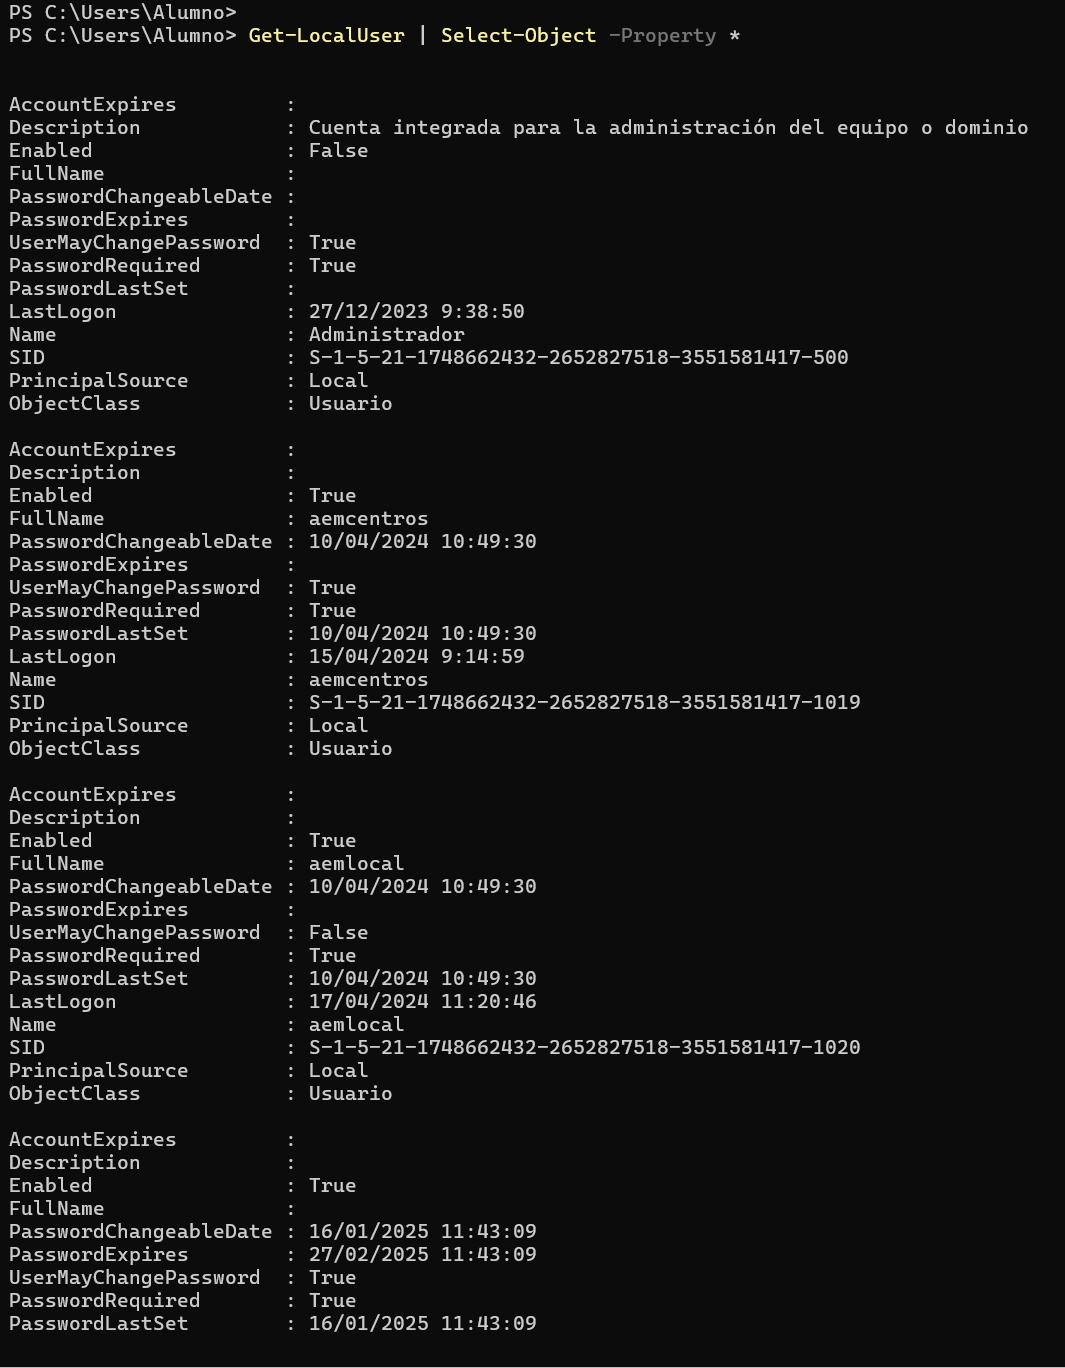 PS C:\Users\Alumno>
PS C:\Users\Alumno> Get-LocalUser | Select-Object -Property *
AccountExpires         :
Description            : Cuenta integrada para la administración del equipo o dominio
Enabled                : False
FullName               :
PasswordChangeableDate :
PasswordExpires        :
UserMayChangePassword  : True
PasswordRequired       : True
PasswordLastSet        :
LastLogon              : 27/12/2023 9:38:50
Name                   : Administrador
SID                    : S-1-5-21-1748662432-2652827518-3551581417-500
PrincipalSource        : Local
ObjectClass            : Usuario
AccountExpires         :
Description            :
Enabled                : True
FullName               : aemcentros
PasswordChangeableDate : 10/04/2024 10:49:30
PasswordExpires        :
UserMayChangePassword  : True
PasswordRequired       : True
PasswordLastSet        : 10/04/2024 10:49:30
LastLogon              : 15/04/2024 9:14:59
Name                   : aemcentros
SID                    : S-1-5-21-1748662432-2652827518-3551581417-1019
PrincipalSource        : Local
ObjectClass            : Usuario
AccountExpires         :
Description            :
Enabled                : True
FullName               : aemlocal
PasswordChangeableDate : 10/04/2024 10:49:30
PasswordExpires        :
UserMayChangePassword  : False
PasswordRequired       : True
PasswordLastSet        : 10/04/2024 10:49:30
LastLogon              : 17/04/2024 11:20:46
Name                   : aemlocal
SID                    : S-1-5-21-1748662432-2652827518-3551581417-1020
PrincipalSource        : Local
ObjectClass            : Usuario
AccountExpires         :
Description            :
Enabled                : True
FullName               :
PasswordChangeableDate : 16/01/2025 11:43:09
PasswordExpires        : 27/02/2025 11:43:09
UserMayChangePassword  : True
PasswordRequired       : True
PasswordLastSet        : 16/01/2025 11:43:09